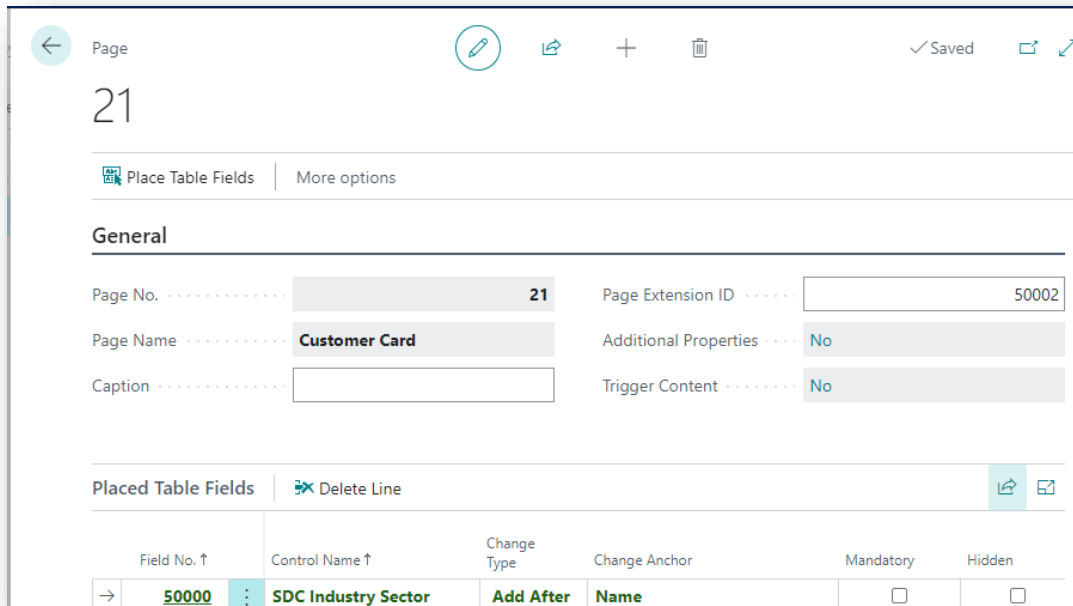 Page
Saved
21
Place Table Fields
More options
General
Page No. 21
Page Extension ID 50002
Page Name Customer Card
Additional Properties No
Caption
Trigger Content No
Placed Table Fields
Delete Line
Field No. ↑ Control Name ↑ Change Type Change Anchor Mandatory Hidden
50000 SDC Industry Sector Add After Name